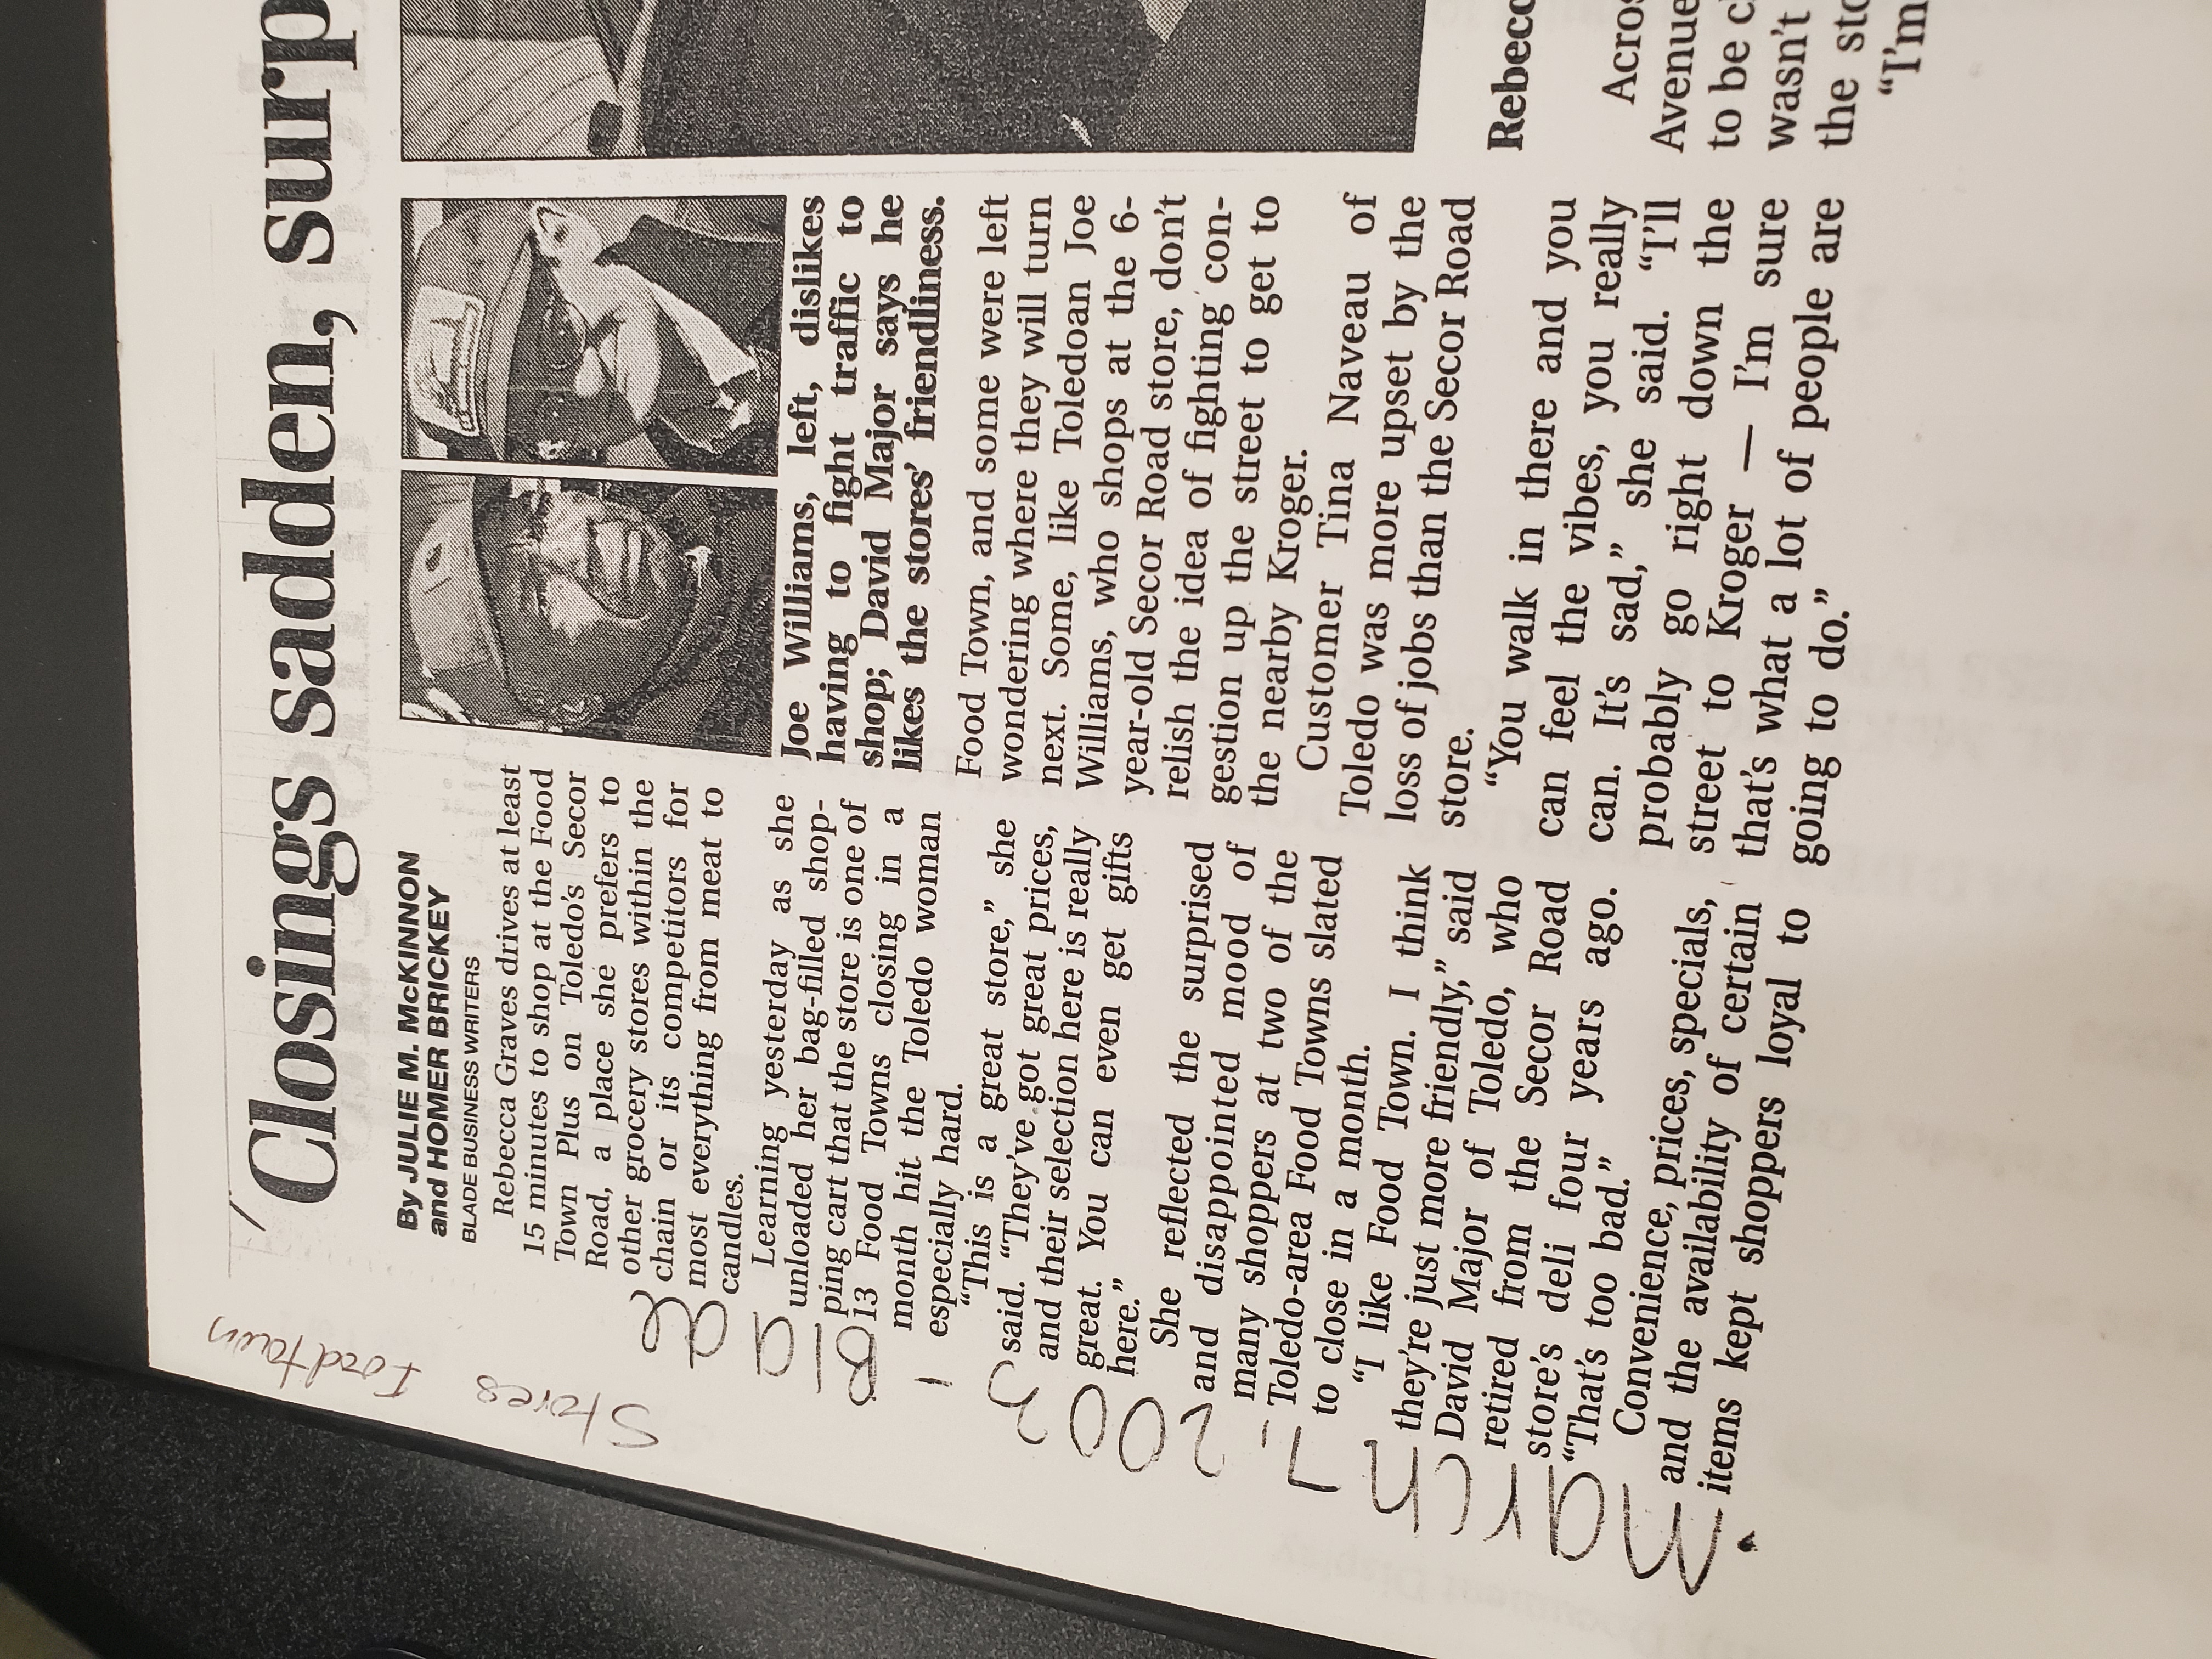 Stores Foodtown
March 7, 2003 Blade
Closings sadden, surp
By JULIE M. McKINNON
and HOMER BRICKEY
BLADE BUSINESS WRITERS
Rebecca Graves drives at least
15 minutes to shop at the Food
Town Plus on Toledo's Secor
Road, a place she prefers to
other grocery stores within the
chain or its competitors for
most everything from meat to
candles.
Learning yesterday as she
unloaded her bag-filled shop-
ping cart that the store is one of
13 Food Towns closing in a
month hit the Toledo woman
especially hard.
“This is a great store,” she
said. “They've got great prices,
and their selection here is really
great. You can even get gifts
here.”
She reflected the surprised
and disappointed mood of
many shoppers at two of the
Toledo-area Food Towns slated
to close in a month.
“I like Food Town. I think
they're just more friendly,” said
David Major of Toledo, who
retired from the Secor Road
store's deli four years ago.
“That's too bad.”
Convenience, prices, specials,
and the availability of certain
items kept shoppers loyal to
Joe Williams, left, dislikes
having to fight traffic to
shop; David Major says he
likes the stores' friendliness.
Food Town, and some were left
wondering where they will turn
next. Some, like Toledoan Joe
Williams, who shops at the 6-
year-old Secor Road store, don't
relish the idea of fighting con-
gestion up the street to get to
the nearby Kroger.
Customer Tina Naveau of
Toledo was more upset by the
loss of jobs than the Secor Road
store.
“You walk in there and you
can feel the vibes, you really
can. It's sad,” she said. “I'll
probably go right down the
street to Kroger — I'm sure
that's what a lot of people are
going to do.”
Rebecc
Acros
Avenue
to be c
wasn't
the sto
“I'm